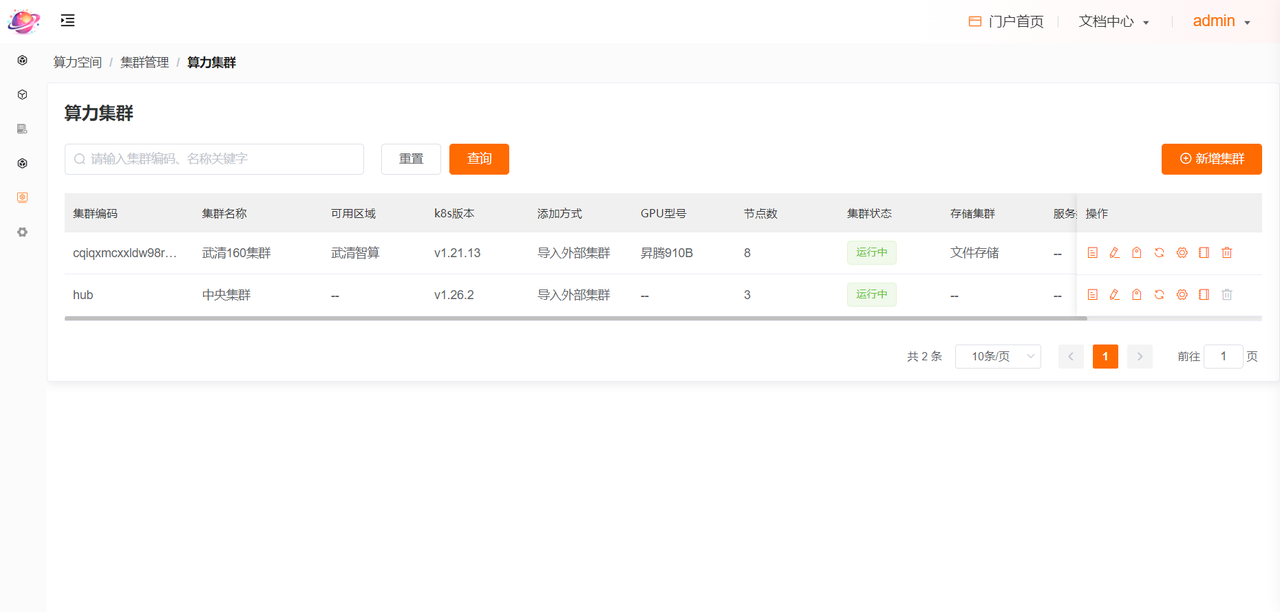 门户首页 文档中心 admin
算力空间 / 集群管理 / 算力集群
算力集群
请输入集群编码、名称关键字 重置 查询 新增集群
集群编码 集群名称 可用区域 k8s版本 添加方式 GPU型号 节点数 集群状态 存储集群 服务 操作
cqiqxmcxxldw98r... 武清160集群 武清智算 v1.21.13 导入外部集群 昇腾910B 8 运行中 文件存储 --
hub 中央集群 -- v1.26.2 导入外部集群 -- 3 运行中 -- --
共 2 条 10条/页 1 前往 1 页